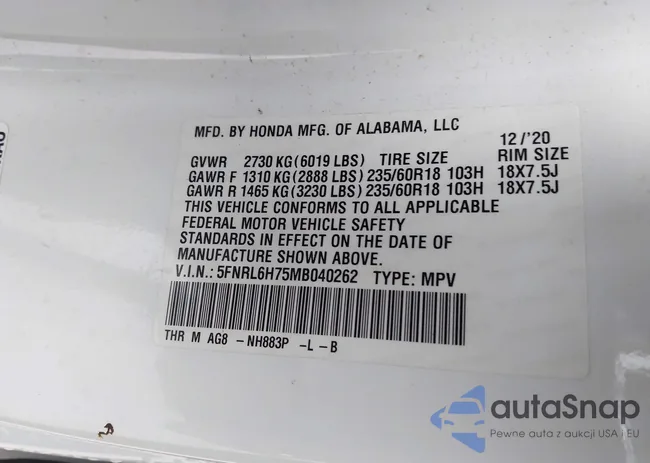 MFD. BY HONDA MFG. OF ALABAMA, LLC 12/'20
GVWR 2730 KG(6019 LBS) TIRE SIZE RIM SIZE
GAWR F 1310 KG(2888 LBS) 235/60R18 103H 18X7.5J
GAWR R 1465 KG(3230 LBS) 235/60R18 103H 18X7.5J
THIS VEHICLE CONFORMS TO ALL APPLICABLE
FEDERAL MOTOR VEHICLE SAFETY
STANDARDS IN EFFECT ON THE DATE OF
MANUFACTURE SHOWN ABOVE.
V.I.N.: 5FNRL6H75MB040262 TYPE: MPV
THR M AG8 -NH883P -L -B
autaSnap
Pewne auta z aukcji USA i EU